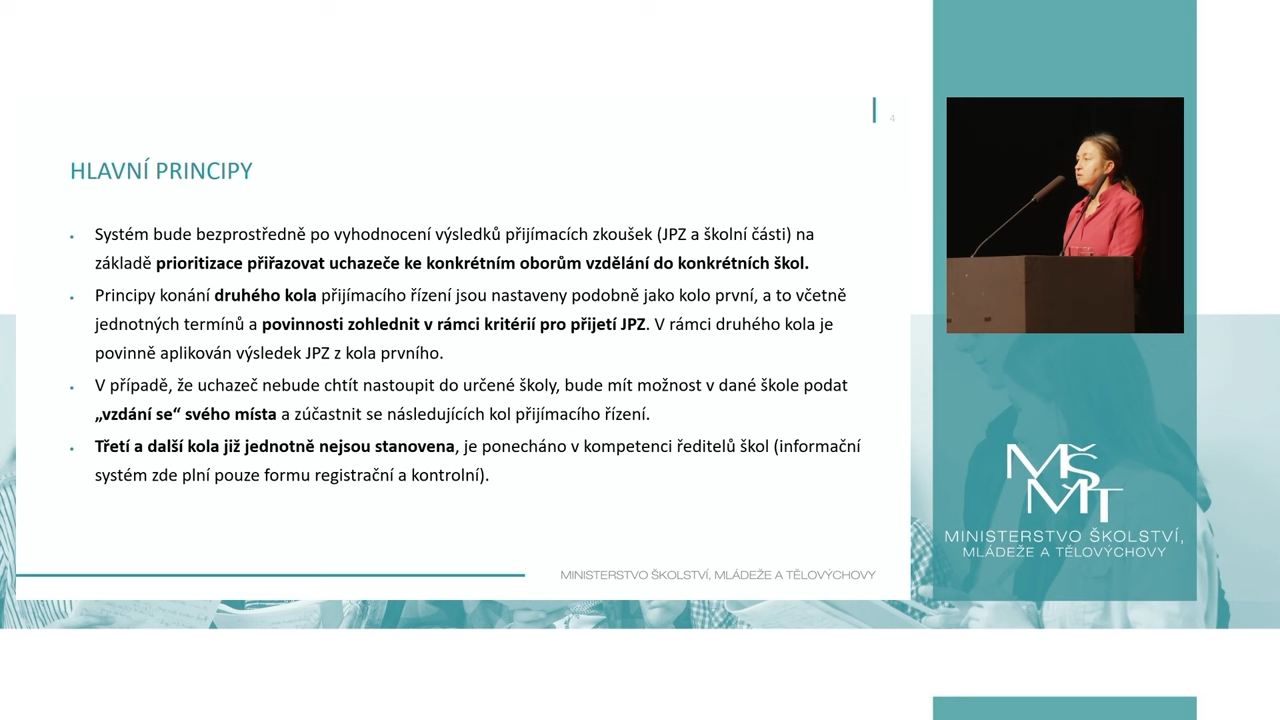 4
HLAVNÍ PRINCIPY
• Systém bude bezprostředně po vyhodnocení výsledků přijímacích zkoušek (JPZ a školní části) na
základě prioritizace přiřazovat uchazeče ke konkrétním oborům vzdělání do konkrétních škol.
• Principy konání druhého kola přijímacího řízení jsou nastaveny podobně jako kolo první, a to včetně
jednotných termínů a povinnosti zohlednit v rámci kritérií pro přijetí JPZ. V rámci druhého kola je
povinně aplikován výsledek JPZ z kola prvního.
• V případě, že uchazeč nebude chtít nastoupit do určené školy, bude mít možnost v dané škole podat
„vzdání se“ svého místa a zúčastnit se následujících kol přijímacího řízení.
• Třetí a další kola již jednotně nejsou stanovena, je ponecháno v kompetenci ředitelů škol (informační
systém zde plní pouze formu registrační a kontrolní).
MINISTERSTVO ŠKOLSTVÍ, MLÁDEŽE A TĚLOVÝCHOVY
MŠ
MT
MINISTERSTVO ŠKOLSTVÍ,
MLÁDEŽE A TĚLOVÝCHOVY